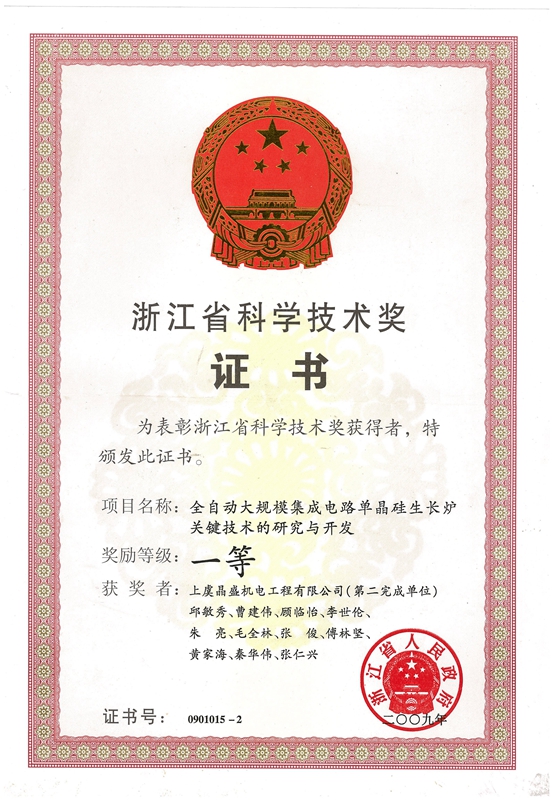 浙江省科学技术奖
证 书
为表彰浙江省科学技术奖获得者，特
颁发此证书。
项目名称：全自动大规模集成电路单晶硅生长炉
关键技术的研究与开发
奖励等级：一等
获 奖 者：上虞晶盛机电工程有限公司（第二完成单位）
邱敏秀、曹建伟、顾临怡、李世伦、
朱 亮、毛全林、张 俊、傅林坚、
黄家海、秦华伟、张仁兴
浙江省人民政府
证书号： 0901015－2
二〇〇九年